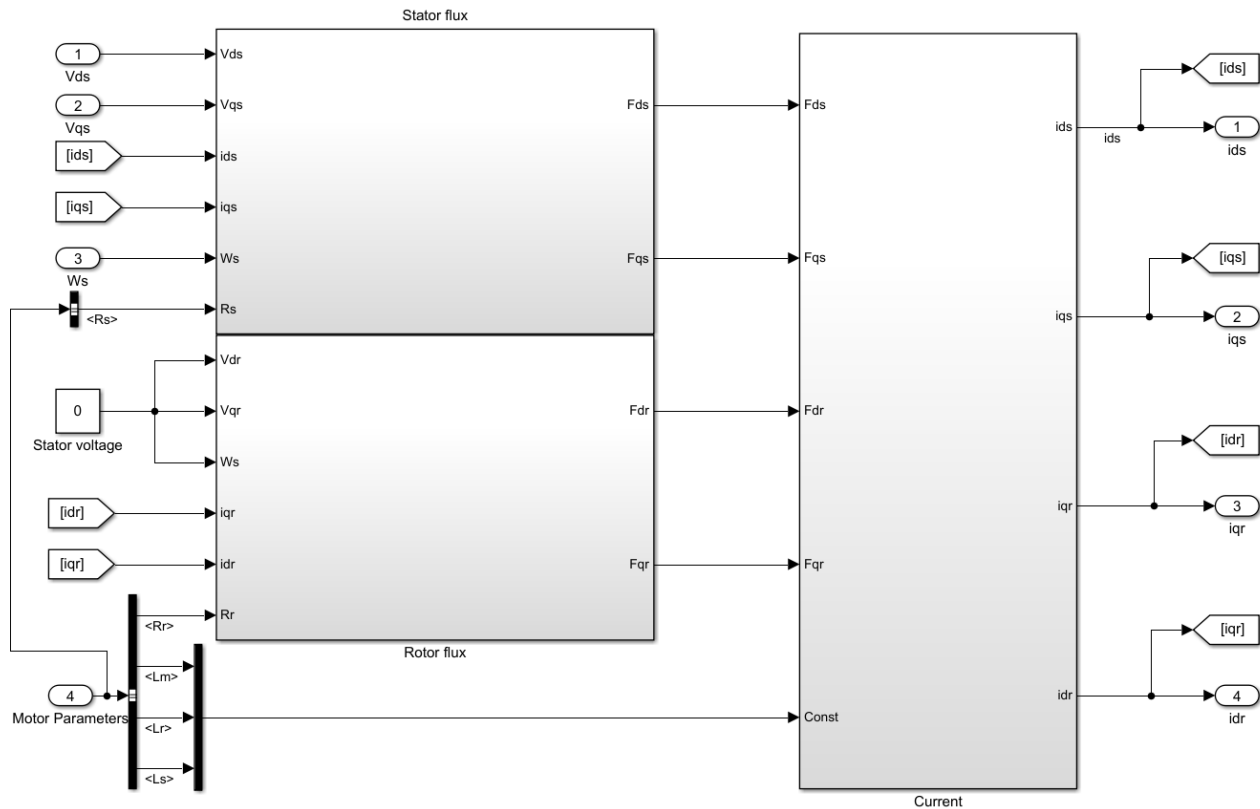 Stator flux
1
Vds
2
Vqs
[ids]
[iqs]
3
Ws
<Rs>
Vds
Vqs
ids
iqs
Ws
Rs
Fds
Fqs
0
Stator voltage
[idr]
[iqr]
Vdr
Vqr
Ws
iqr
idr
Rr
Fdr
Fqr
Rotor flux
4
Motor Parameters
<Rr>
<Lm>
<Lr>
<Ls>
Fds
Fqs
Fdr
Fqr
Const
ids
iqs
iqr
idr
Current
ids
[ids]
1
ids
[iqs]
2
iqs
[idr]
3
iqr
[iqr]
4
idr